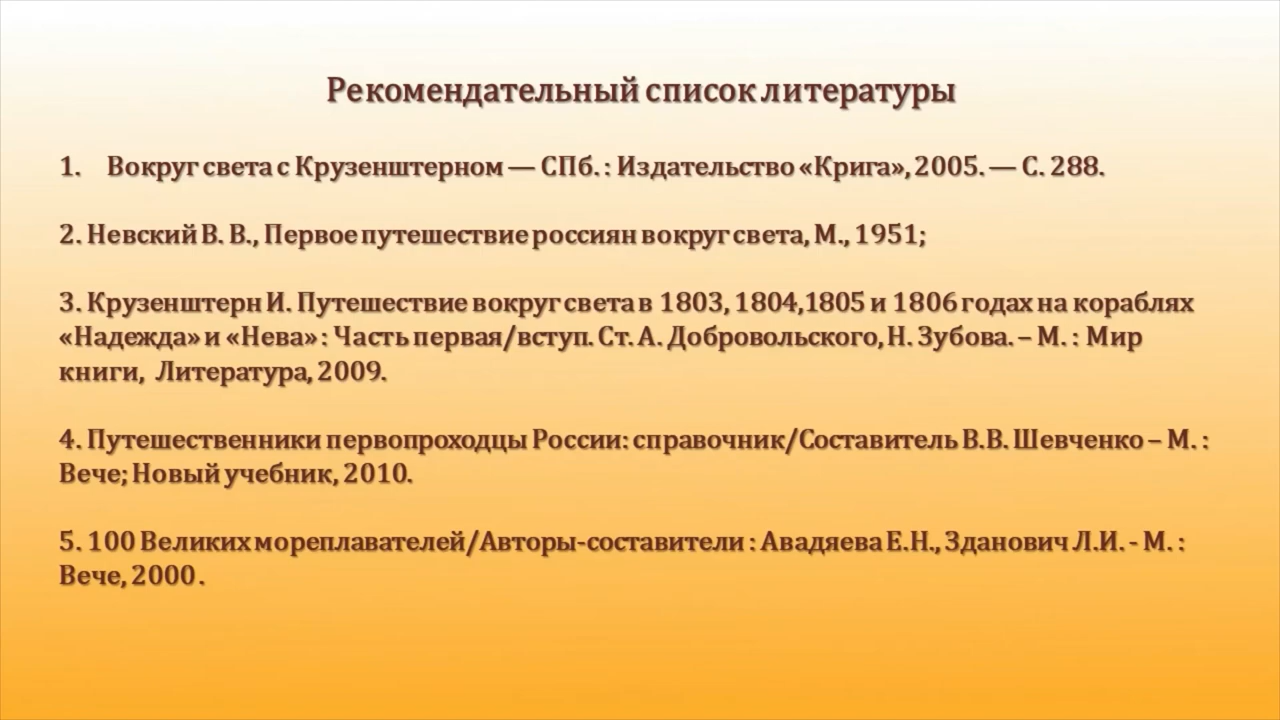 Рекомендательный список литературы
1. Вокруг света с Крузенштерном — СПб. : Издательство «Крига», 2005. — С. 288.
2. Невский В. В., Первое путешествие россиян вокруг света, М., 1951;
3. Крузенштерн И. Путешествие вокруг света в 1803, 1804,1805 и 1806 годах на кораблях
«Надежда» и «Нева» : Часть первая/вступ. Ст. А. Добровольского, Н. Зубова. – М. : Мир
книги, Литература, 2009.
4. Путешественники первопроходцы России: справочник/Составитель В.В. Шевченко – М. :
Вече; Новый учебник, 2010.
5. 100 Великих мореплавателей/Авторы-составители : Авадяева Е.Н., Зданович Л.И. - М. :
Вече, 2000 .